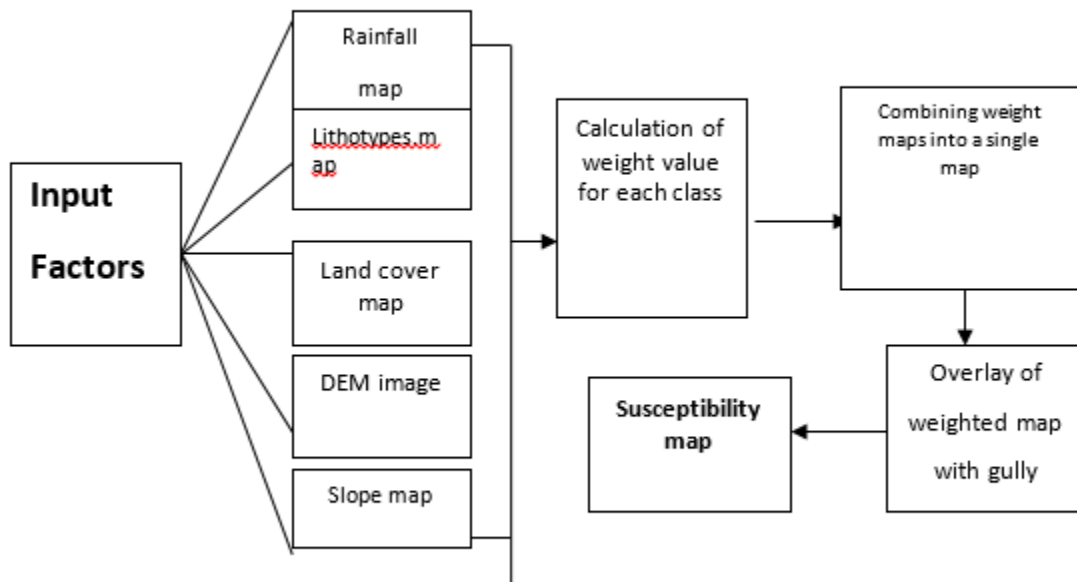 Rainfall
map
Lithotypes.m
ap
Input
Factors
Land cover
map
DEM image
Slope map
Calculation of
weight value
for each class
Combining weight
maps into a single
map
Overlay of
weighted map
with gully
Susceptibility
map